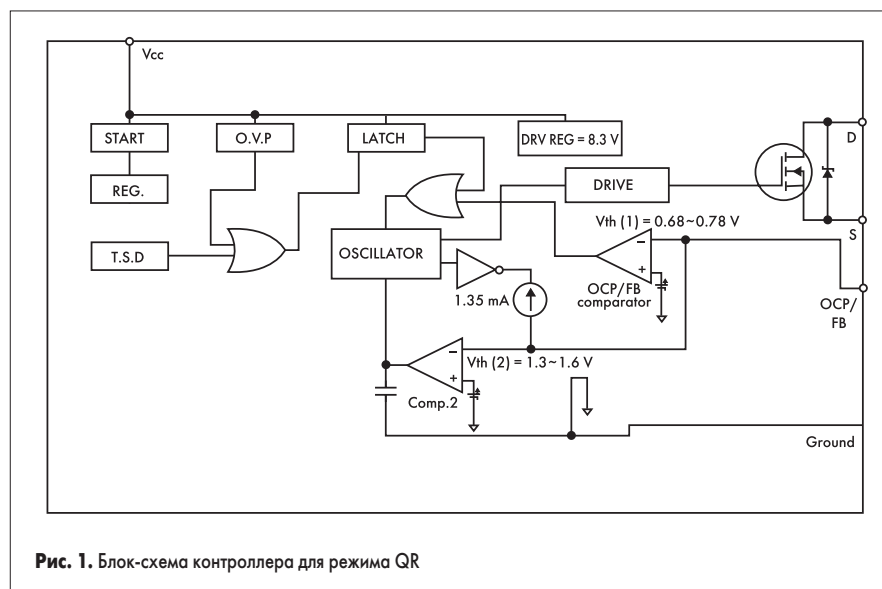 Vcc
START
O.V.P
LATCH
DRV REG = 8.3 V
D
REG.
DRIVE
Vth (1) = 0.68~0.78 V
S
T.S.D
OSCILLATOR
−
+
1.35 mA
OCP/FB
comparator
OCP/
FB
−
Vth (2) = 1.3~1.6 V
+
Comp.2
Ground
Рис. 1. Блок-схема контроллера для режима QR